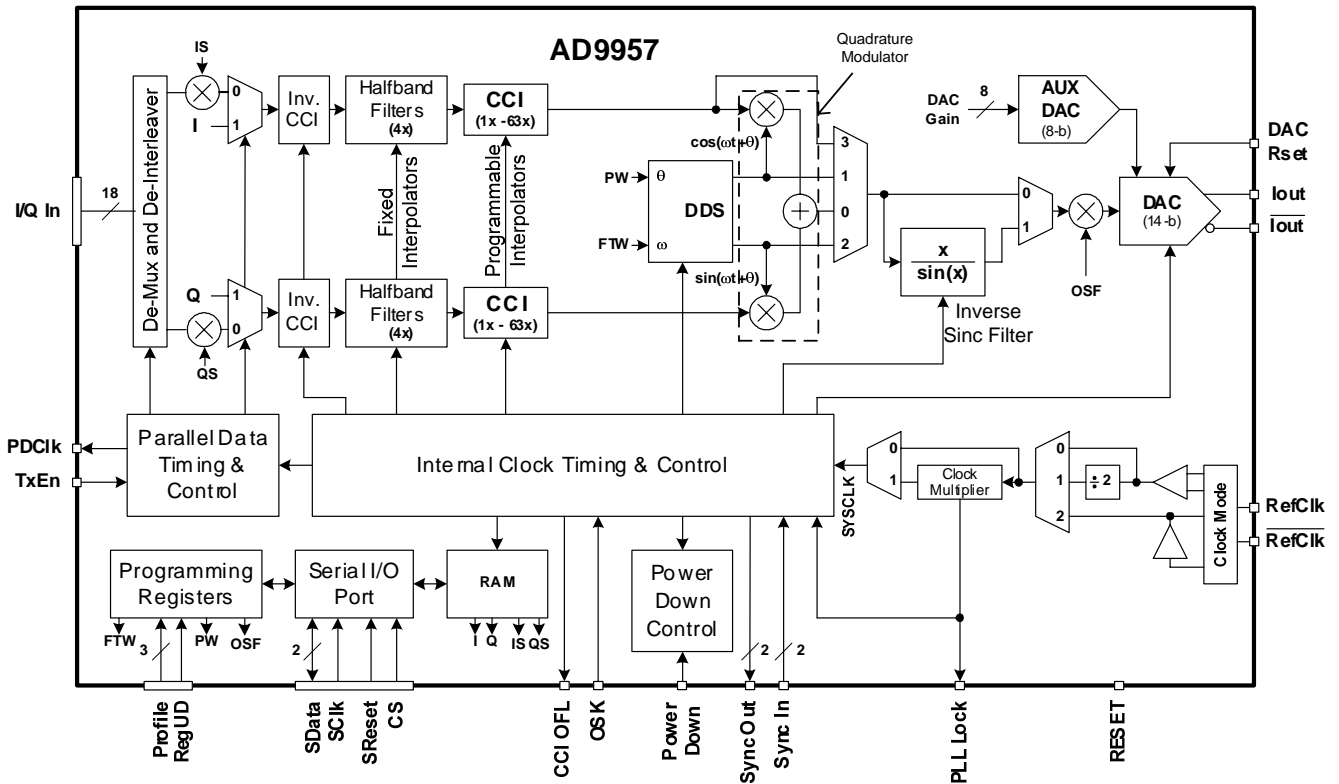 AD9957
Quadrature
Modulator
IS
0
I
1
De-Mux and De-Interleaver
Inv.
CCI
Halfband
Filters
(4x)
CCI
(1x -63x)
cos(ωt+θ)
PW
θ
DDS
FTW
ω
sin(ωt+θ)
+
3
1
0
2
DAC
Gain
8
AUX
DAC
(8-b)
DAC
Rset
Iout
Iout
DAC
(14-b)
0
1
OSF
x
sin(x)
Inverse
Sinc Filter
I/Q In
18
Fixed
Interpolators
Programmable
Interpolators
Q
1
0
QS
Inv.
CCI
Halfband
Filters
(4x)
CCI
(1x - 63x)
PDClk
TxEn
Parallel Data
Timing &
Control
Internal Clock Timing & Control
SYSCLK
0
1
Clock
Multiplier
0
1
2
÷2
Clock Mode
RefClk
RefClk
Programming
Registers
Serial I/O
Port
RAM
Power
Down
Control
FTW
3
PW
OSF
2
I
Q
IS
QS
2
2
Profile
RegUD
SData
SClk
SReset
CS
CCI OFL
OSK
Power
Down
Sync Out
Sync In
PLL Lock
RESET